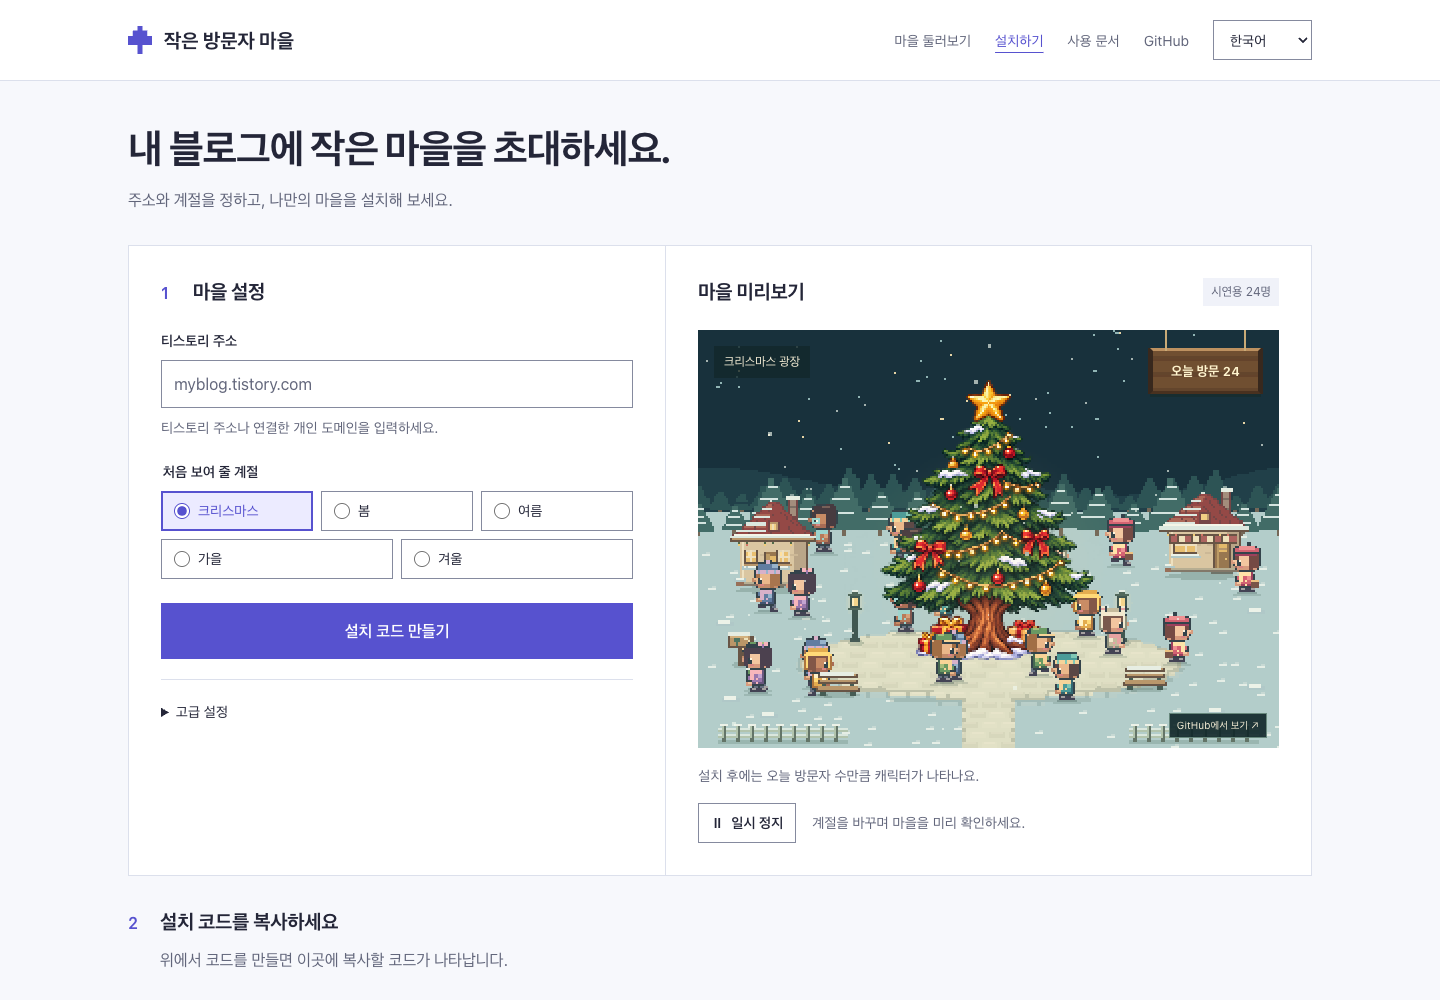 작은 방문자 마을
마을 둘러보기
설치하기
사용 문서
GitHub
한국어
내 블로그에 작은 마을을 초대하세요.
주소와 계절을 정하고, 나만의 마을을 설치해 보세요.
1 마을 설정
티스토리 주소
myblog.tistory.com
티스토리 주소나 연결한 개인 도메인을 입력하세요.
처음 보여 줄 계절
크리스마스
봄
여름
가을
겨울
설치 코드 만들기
▶ 고급 설정
마을 미리보기
시연용 24명
크리스마스 광장
오늘 방문 24
GitHub에서 보기 ↗
설치 후에는 오늘 방문자 수만큼 캐릭터가 나타나요.
일시 정지
계절을 바꾸며 마을을 미리 확인하세요.
2 설치 코드를 복사하세요
위에서 코드를 만들면 이곳에 복사할 코드가 나타납니다.